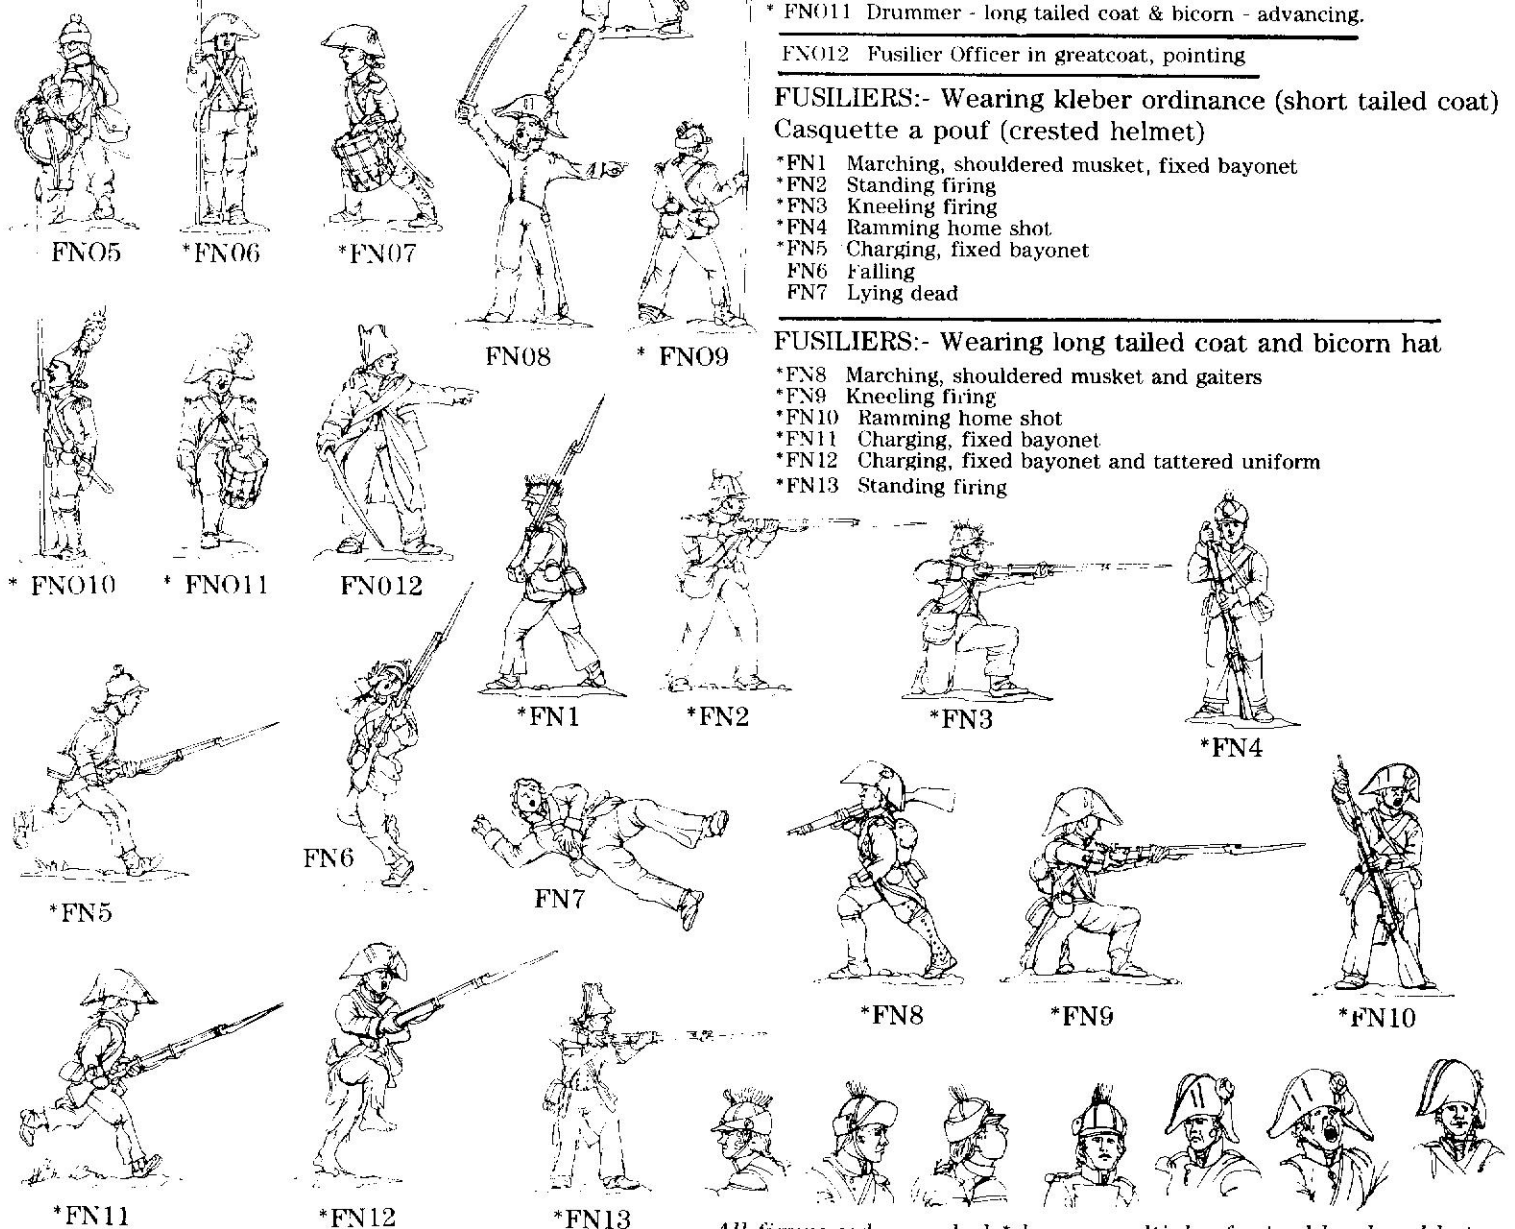 * FNO11 Drummer - long tailed coat & bicorn - advancing.
FNO12 Fusilier Officer in greatcoat, pointing
FUSILIERS:- Wearing kleber ordinance (short tailed coat)
Casquette a pouf (crested helmet)
*FN1 Marching, shouldered musket, fixed bayonet
*FN2 Standing firing
*FN3 Kneeling firing
*FN4 Ramming home shot
*FN5 Charging, fixed bayonet
FN6 Falling
FN7 Lying dead
FUSILIERS:- Wearing long tailed coat and bicorn hat
*FN8 Marching, shouldered musket and gaiters
*FN9 Kneeling firing
*FN10 Ramming home shot
*FN11 Charging, fixed bayonet
*FN12 Charging, fixed bayonet and tattered uniform
*FN13 Standing firing
FNO5
*FNO6
*FNO7
FNO8
* FNO9
* FNO10
* FNO11
FNO12
*FN1
*FN2
*FN3
*FN4
*FN5
FN6
FN7
*FN8
*FN9
*FN10
*FN11
*FN12
*FN13